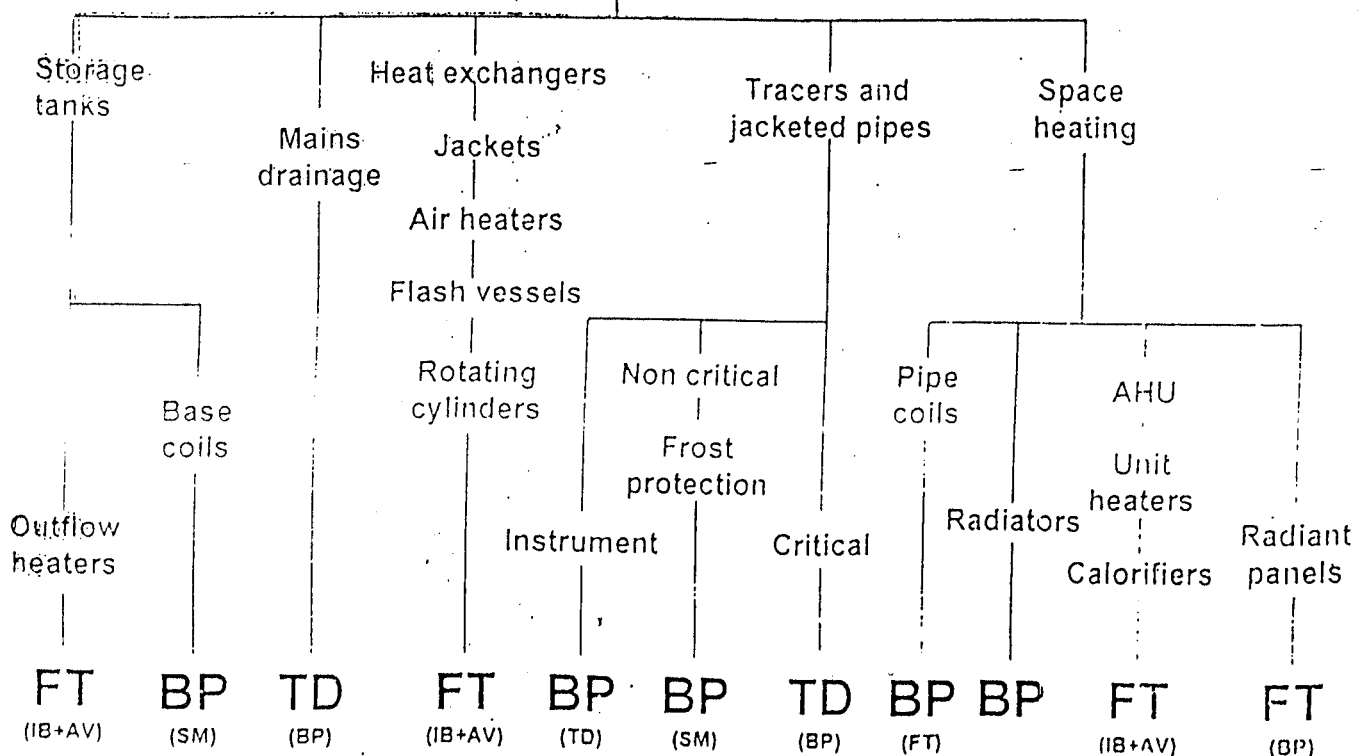 Storage
tanks
Mains
drainage
Heat exchangers
Jackets
Air heaters
Flash vessels
Rotating
cylinders
Tracers and
jacketed pipes
Space
heating
Base
coils
Outflow
heaters
Instrument
Non critical
Frost
protection
Critical
Pipe
coils
Radiators
AHU
Unit
heaters
Calorifiers
Radiant
panels
FT BP TD FT BP BP TD BP BP FT FT
(IB+AV) (SM) (BP) (IB+AV) (TD) (SM) (BP) (FT) (IB+AV) (BP)